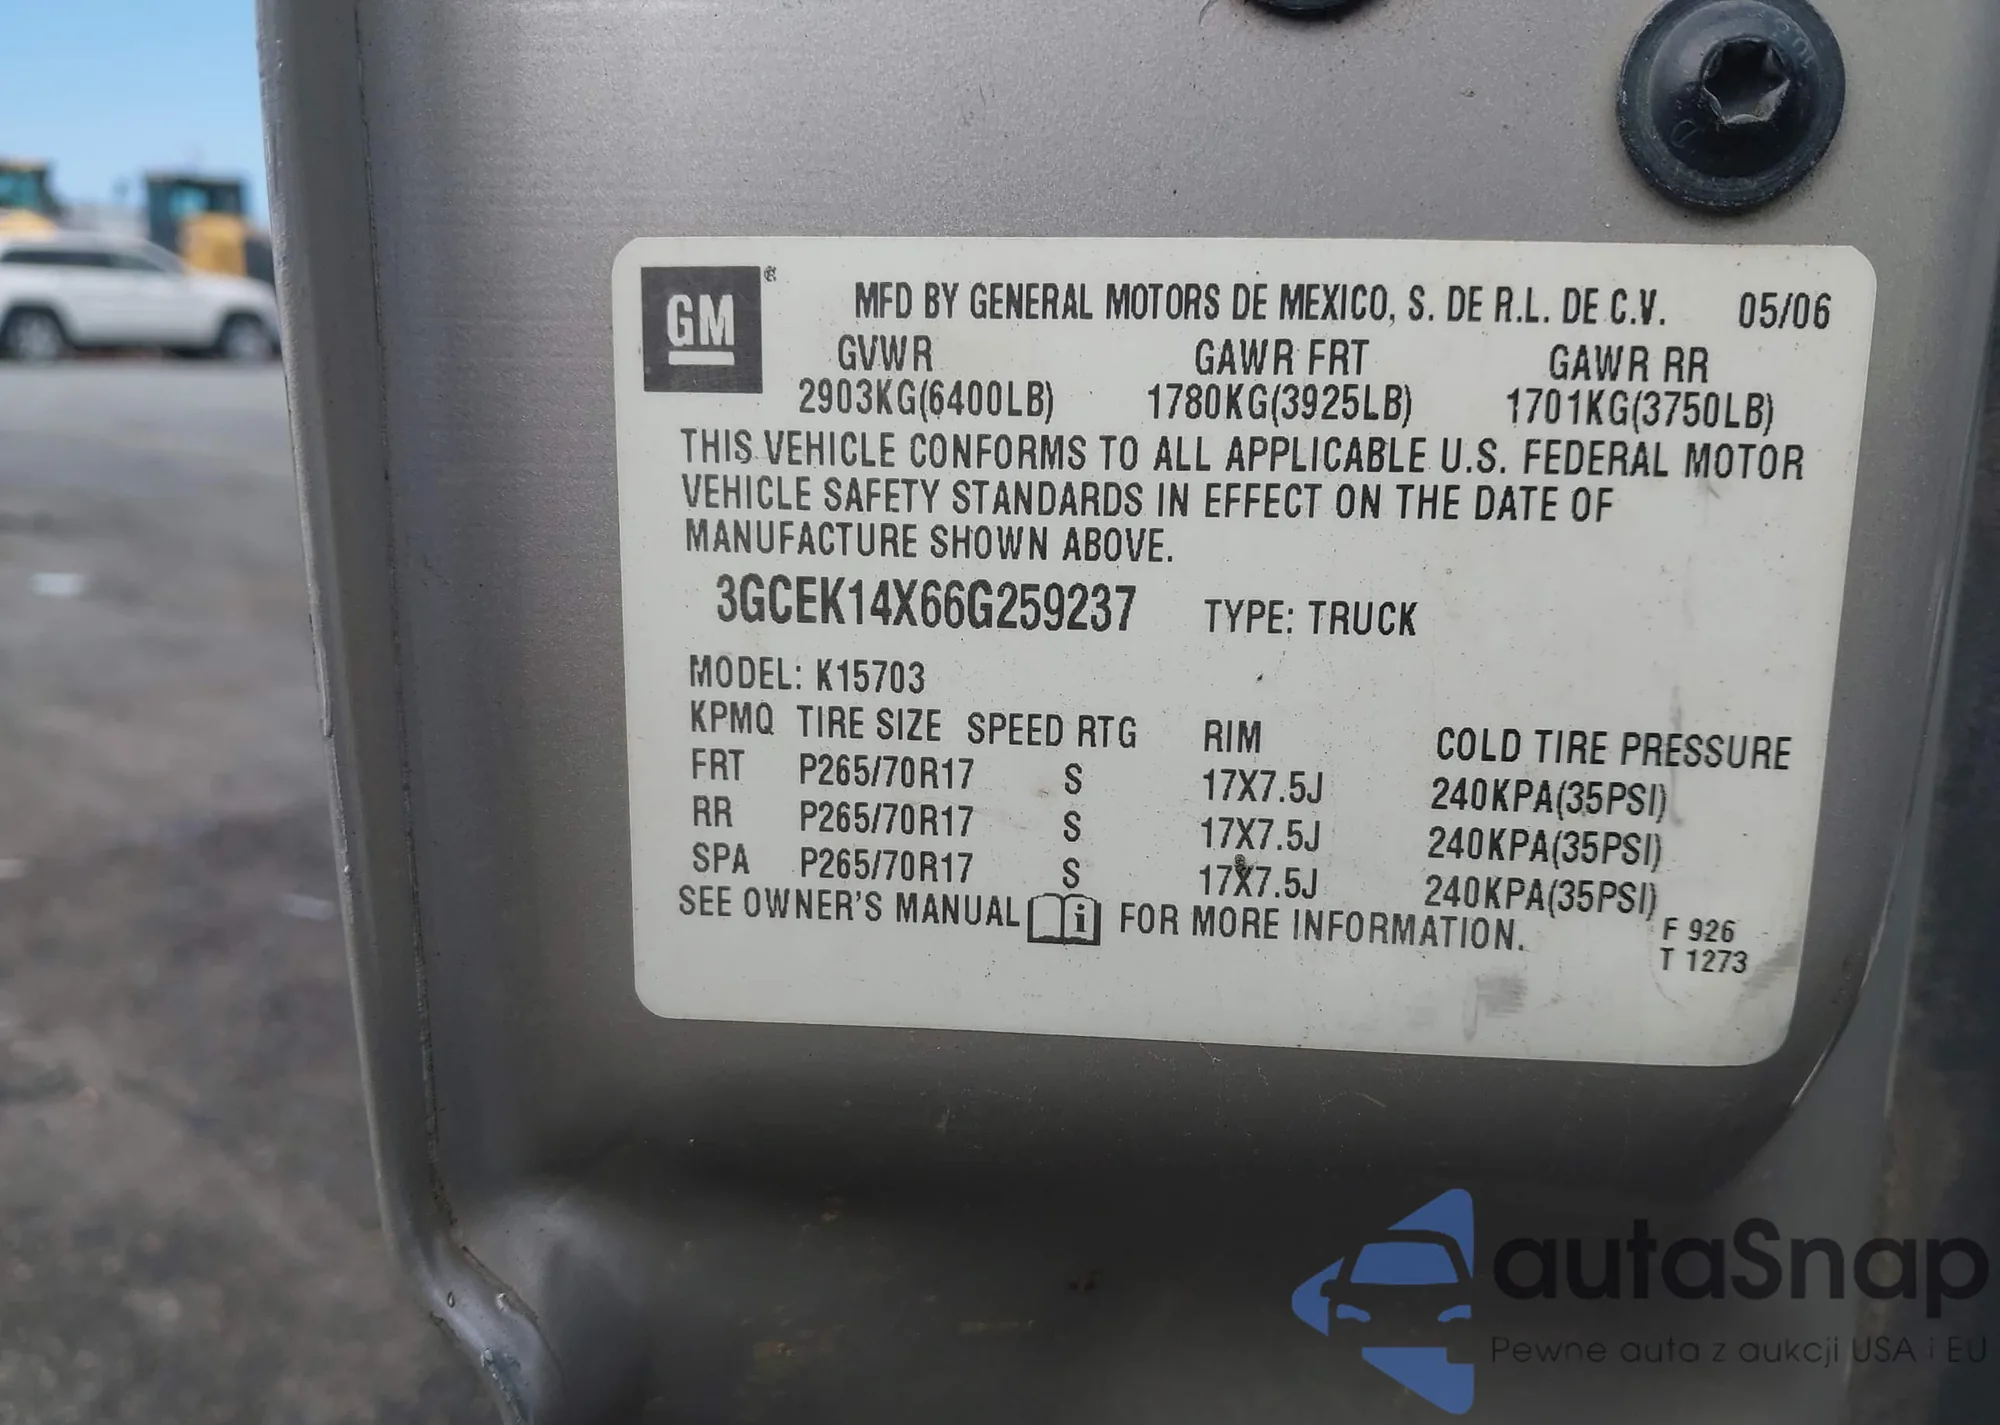 GM®
MFD BY GENERAL MOTORS DE MEXICO, S. DE R.L. DE C.V. 05/06
GVWR GAWR FRT GAWR RR
2903KG(6400LB) 1780KG(3925LB) 1701KG(3750LB)
THIS VEHICLE CONFORMS TO ALL APPLICABLE U.S. FEDERAL MOTOR
VEHICLE SAFETY STANDARDS IN EFFECT ON THE DATE OF
MANUFACTURE SHOWN ABOVE.
3GCEK14X66G259237 TYPE: TRUCK
MODEL: K15703
KPMQ TIRE SIZE SPEED RTG RIM COLD TIRE PRESSURE
FRT P265/70R17 S 17X7.5J 240KPA(35PSI)
RR P265/70R17 S 17X7.5J 240KPA(35PSI)
SPA P265/70R17 S 17X7.5J 240KPA(35PSI)
SEE OWNER'S MANUAL i FOR MORE INFORMATION.
F 926
T 1273
autaSnap
Pewne auta z aukcji USA i EU